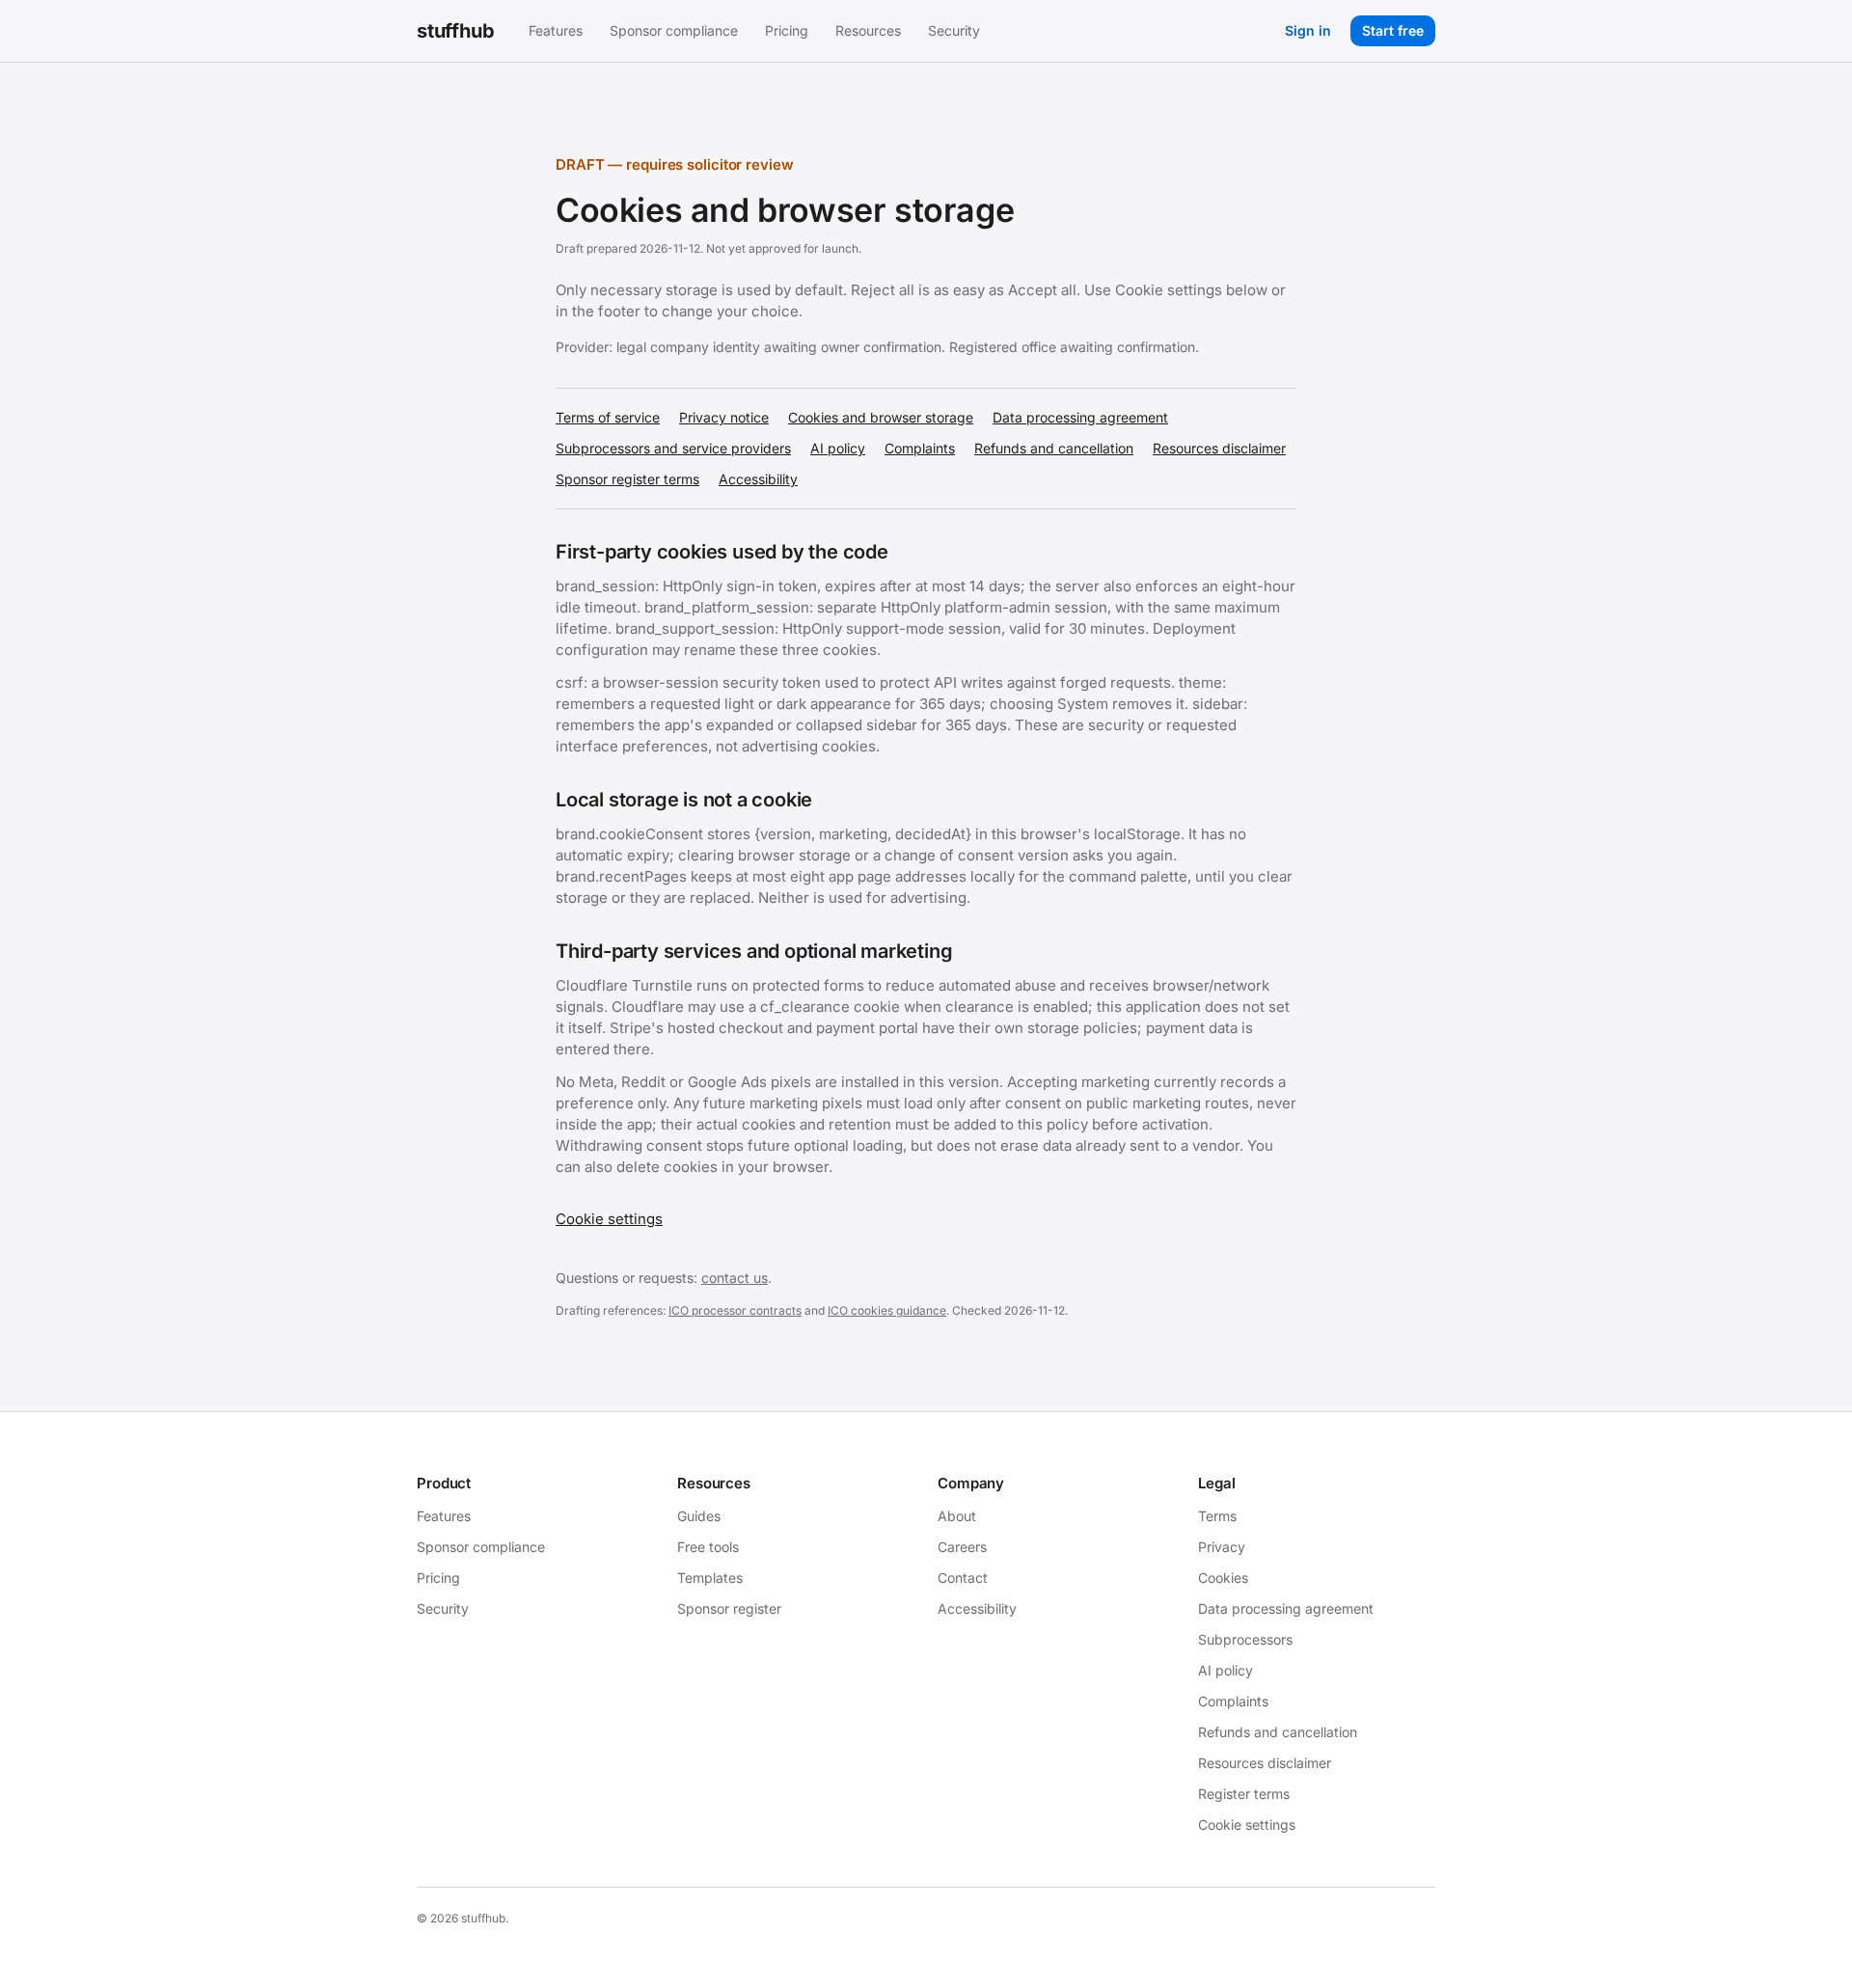 stuffhub Features Sponsor compliance Pricing Resources Security Sign in Start free
DRAFT — requires solicitor review
Cookies and browser storage
Draft prepared 2026-11-12. Not yet approved for launch.
Only necessary storage is used by default. Reject all is as easy as Accept all. Use Cookie settings below or
in the footer to change your choice.
Provider: legal company identity awaiting owner confirmation. Registered office awaiting confirmation.
Terms of service Privacy notice Cookies and browser storage Data processing agreement
Subprocessors and service providers AI policy Complaints Refunds and cancellation Resources disclaimer
Sponsor register terms Accessibility
First-party cookies used by the code
brand_session: HttpOnly sign-in token, expires after at most 14 days; the server also enforces an eight-hour
idle timeout. brand_platform_session: separate HttpOnly platform-admin session, with the same maximum
lifetime. brand_support_session: HttpOnly support-mode session, valid for 30 minutes. Deployment
configuration may rename these three cookies.
csrf: a browser-session security token used to protect API writes against forged requests. theme:
remembers a requested light or dark appearance for 365 days; choosing System removes it. sidebar:
remembers the app's expanded or collapsed sidebar for 365 days. These are security or requested
interface preferences, not advertising cookies.
Local storage is not a cookie
brand.cookieConsent stores {version, marketing, decidedAt} in this browser's localStorage. It has no
automatic expiry; clearing browser storage or a change of consent version asks you again.
brand.recentPages keeps at most eight app page addresses locally for the command palette, until you clear
storage or they are replaced. Neither is used for advertising.
Third-party services and optional marketing
Cloudflare Turnstile runs on protected forms to reduce automated abuse and receives browser/network
signals. Cloudflare may use a cf_clearance cookie when clearance is enabled; this application does not set
it itself. Stripe's hosted checkout and payment portal have their own storage policies; payment data is
entered there.
No Meta, Reddit or Google Ads pixels are installed in this version. Accepting marketing currently records a
preference only. Any future marketing pixels must load only after consent on public marketing routes, never
inside the app; their actual cookies and retention must be added to this policy before activation.
Withdrawing consent stops future optional loading, but does not erase data already sent to a vendor. You
can also delete cookies in your browser.
Cookie settings
Questions or requests: contact us.
Drafting references: ICO processor contracts and ICO cookies guidance. Checked 2026-11-12.
Product
Features
Sponsor compliance
Pricing
Security
Resources
Guides
Free tools
Templates
Sponsor register
Company
About
Careers
Contact
Accessibility
Legal
Terms
Privacy
Cookies
Data processing agreement
Subprocessors
AI policy
Complaints
Refunds and cancellation
Resources disclaimer
Register terms
Cookie settings
© 2026 stuffhub.